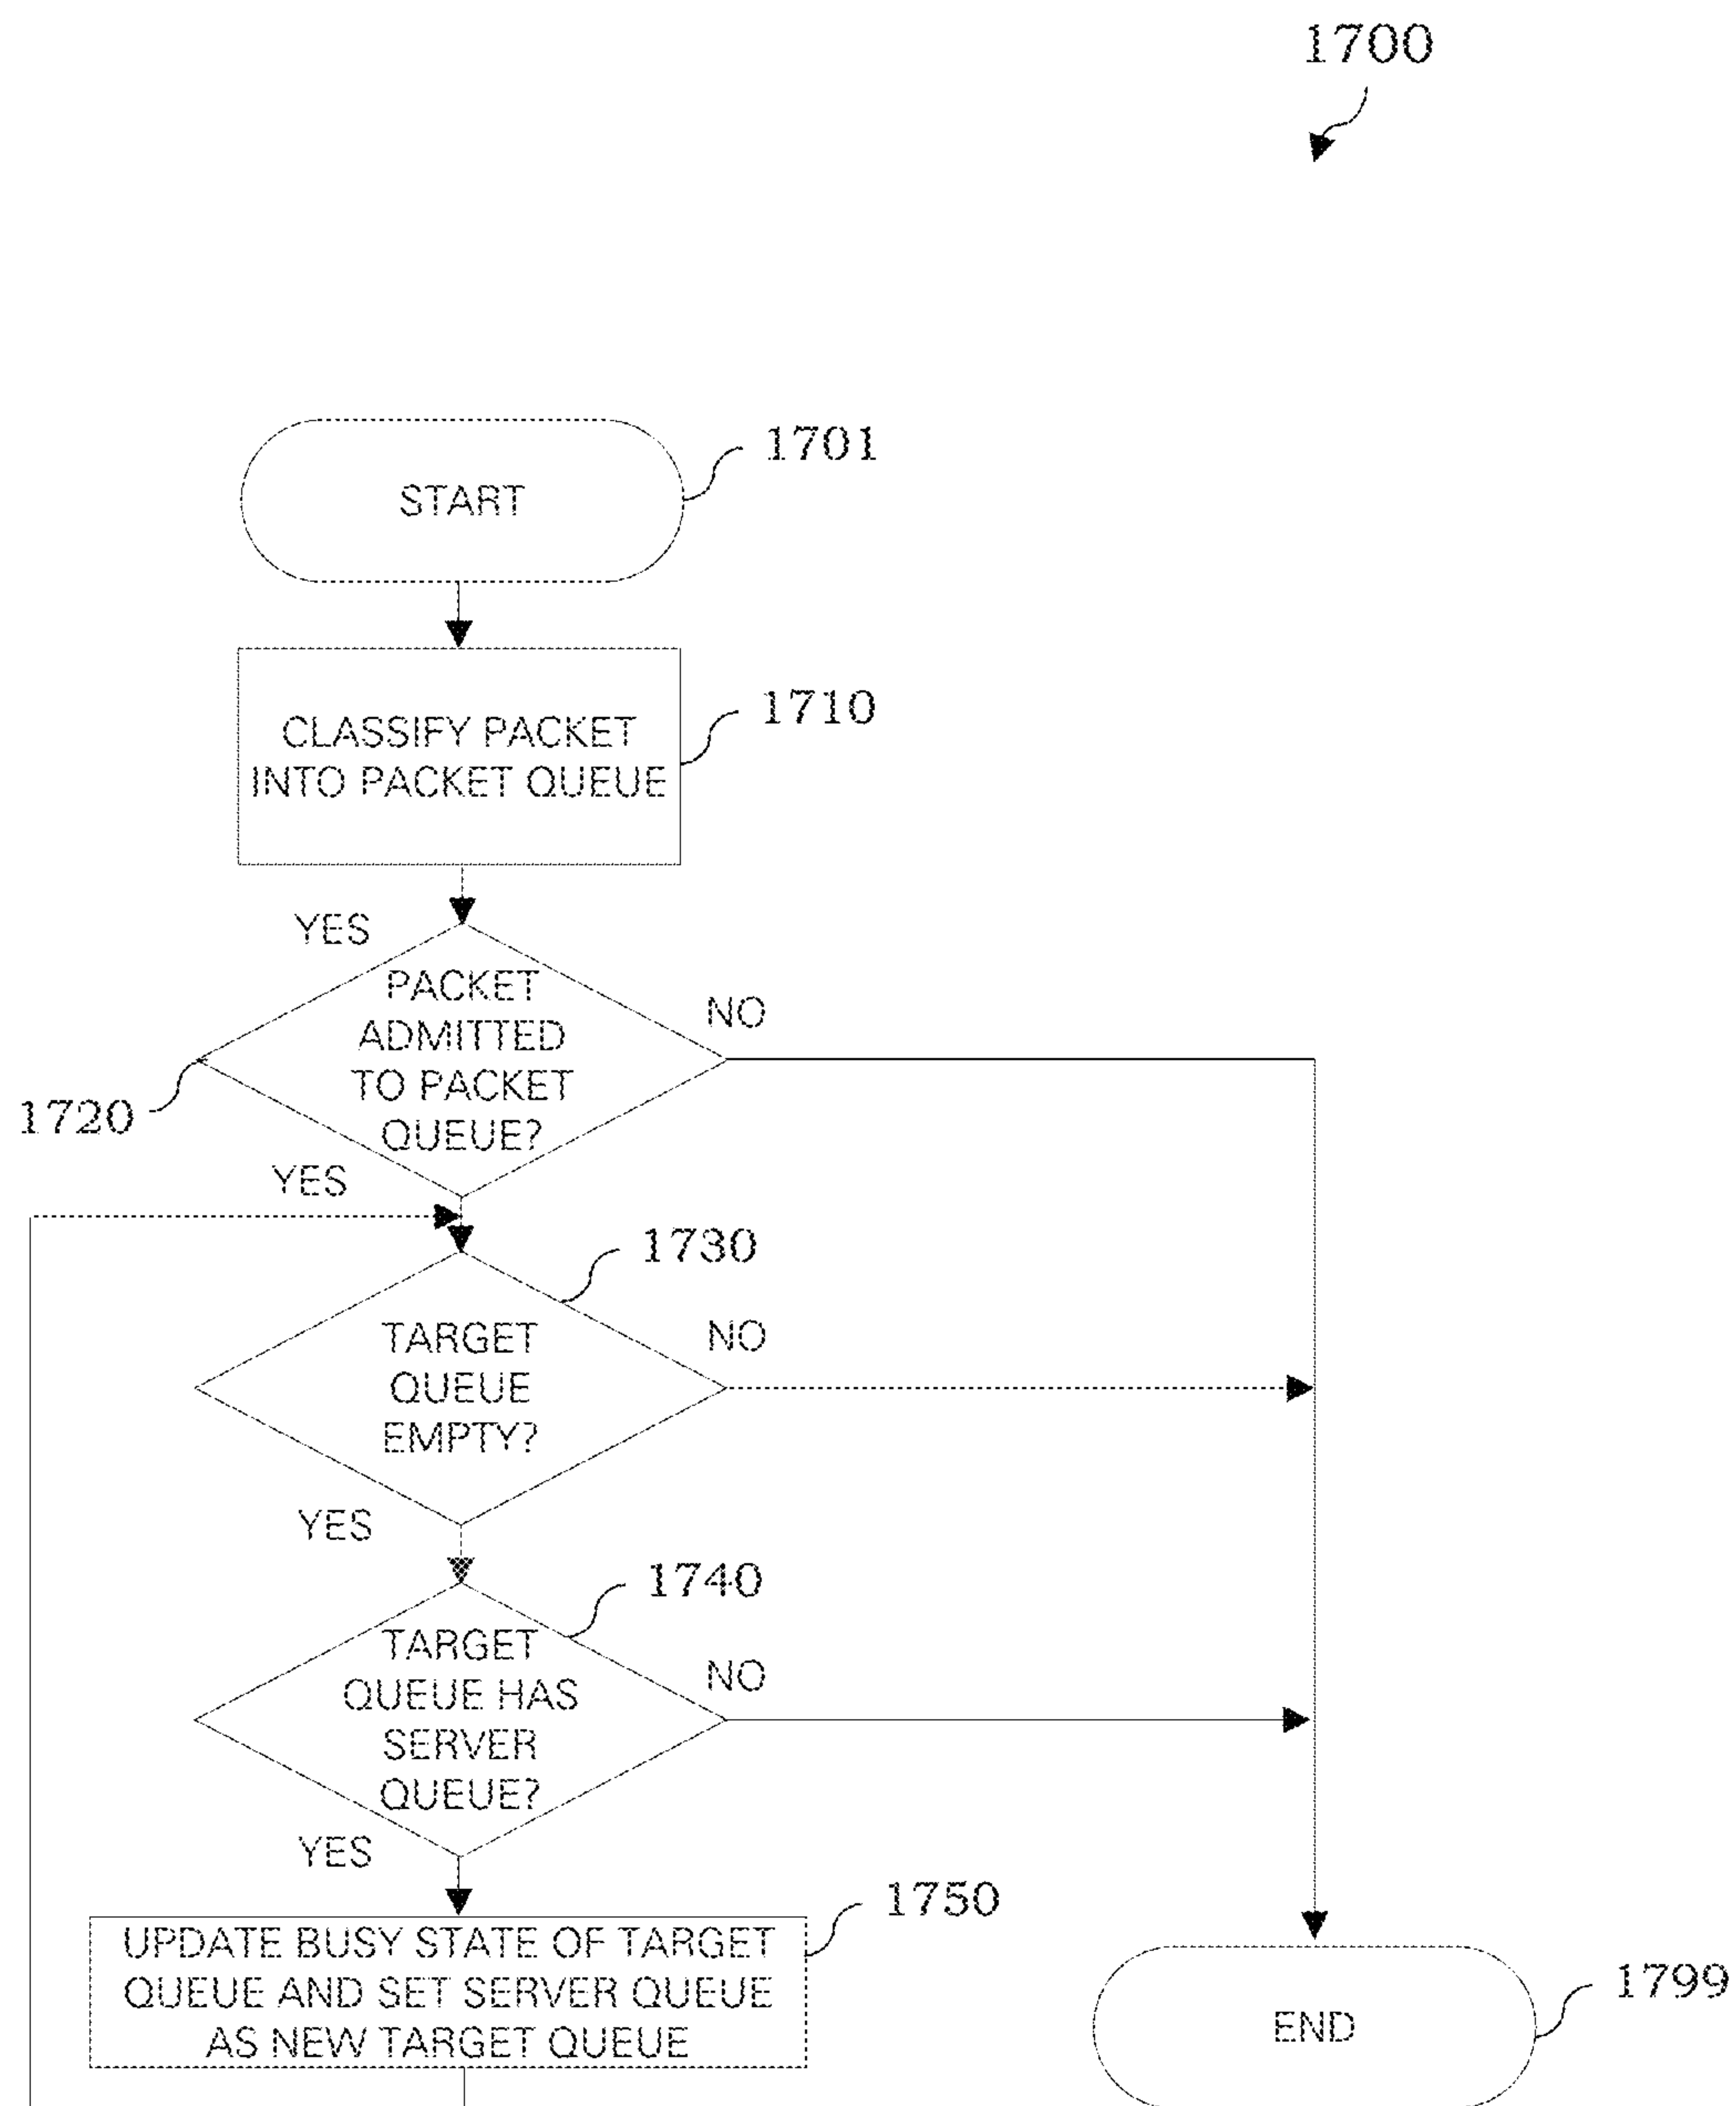 1700
START
1701
CLASSIFY PACKET
INTO PACKET QUEUE
1710
YES
PACKET
ADMITTED
TO PACKET
QUEUE?
NO
1720
YES
1730
TARGET
QUEUE
EMPTY?
NO
YES
1740
TARGET
QUEUE HAS
SERVER
QUEUE?
NO
YES
1750
UPDATE BUSY STATE OF TARGET
QUEUE AND SET SERVER QUEUE
AS NEW TARGET QUEUE
END
1799